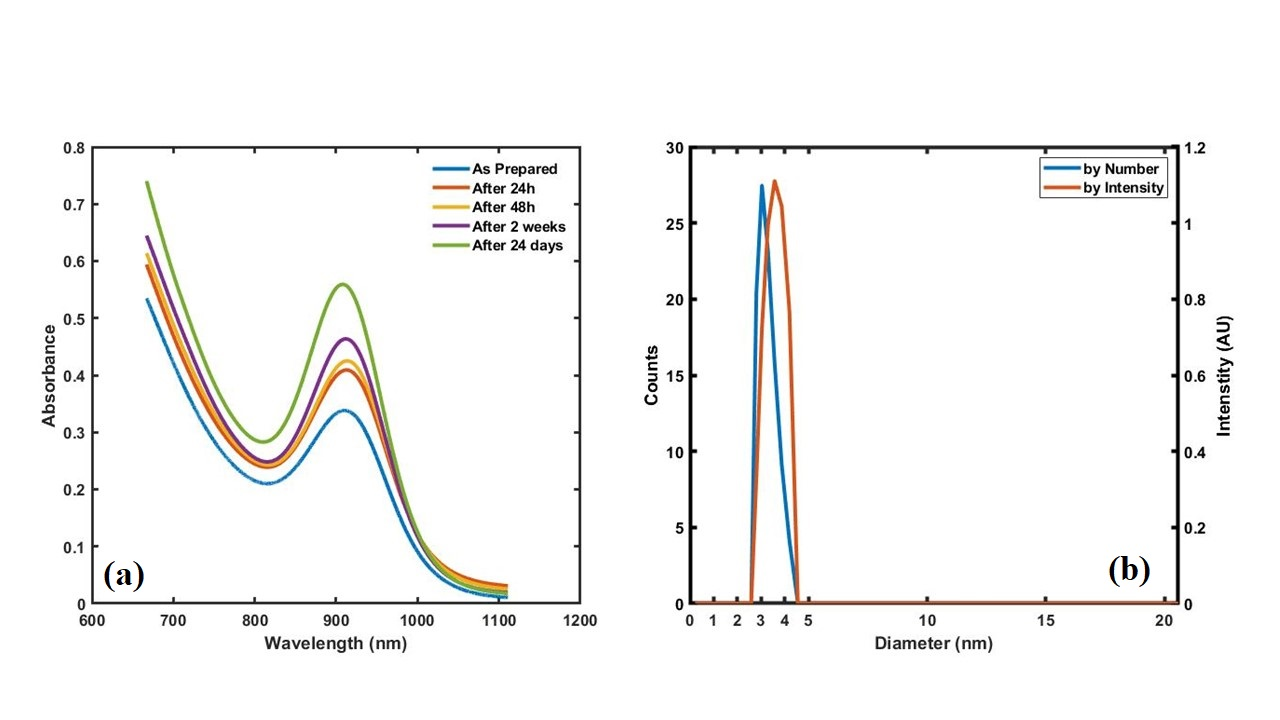 0.8
0.7
0.6
0.5
0.4
0.3
0.2
0.1
0
Absorbance
As Prepared
After 24h
After 48h
After 2 weeks
After 24 days
(a)
600 700 800 900 1000 1100 1200
Wavelength (nm)
30
25
20
15
10
5
0
Counts
by Number
by Intensity
(b)
1.2
1
0.8
0.6
0.4
0.2
0
Intenstity (AU)
0 1 2 3 4 5 10 15 20
Diameter (nm)